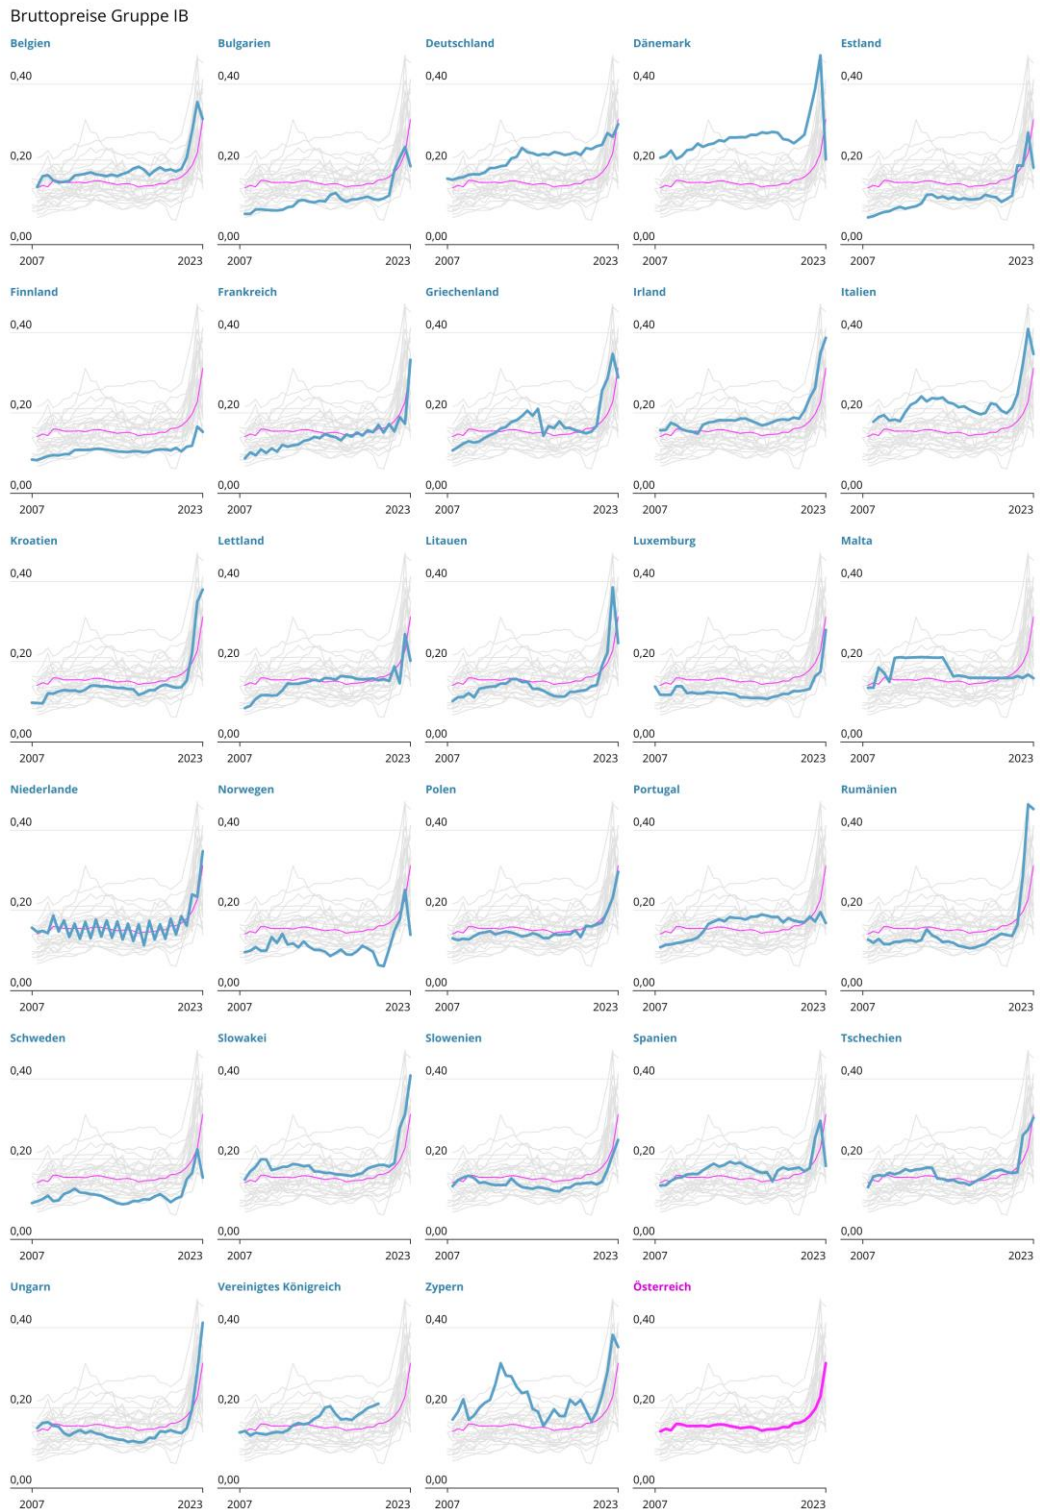 Bruttopreise Gruppe IB
Belgien Bulgarien Deutschland Dänemark Estland
0,40 0,40 0,40 0,40 0,40
0,20 0,20 0,20 0,20 0,20
0,00 0,00 0,00 0,00 0,00
2007 2023 2007 2023 2007 2023 2007 2023 2007 2023
Finnland Frankreich Griechenland Irland Italien
0,40 0,40 0,40 0,40 0,40
0,20 0,20 0,20 0,20 0,20
0,00 0,00 0,00 0,00 0,00
2007 2023 2007 2023 2007 2023 2007 2023 2007 2023
Kroatien Lettland Litauen Luxemburg Malta
0,40 0,40 0,40 0,40 0,40
0,20 0,20 0,20 0,20 0,20
0,00 0,00 0,00 0,00 0,00
2007 2023 2007 2023 2007 2023 2007 2023 2007 2023
Niederlande Norwegen Polen Portugal Rumänien
0,40 0,40 0,40 0,40 0,40
0,20 0,20 0,20 0,20 0,20
0,00 0,00 0,00 0,00 0,00
2007 2023 2007 2023 2007 2023 2007 2023 2007 2023
Schweden Slowakei Slowenien Spanien Tschechien
0,40 0,40 0,40 0,40 0,40
0,20 0,20 0,20 0,20 0,20
0,00 0,00 0,00 0,00 0,00
2007 2023 2007 2023 2007 2023 2007 2023 2007 2023
Ungarn Vereinigtes Königreich Zypern Österreich
0,40 0,40 0,40 0,40
0,20 0,20 0,20 0,20
0,00 0,00 0,00 0,00
2007 2023 2007 2023 2007 2023 2007 2023